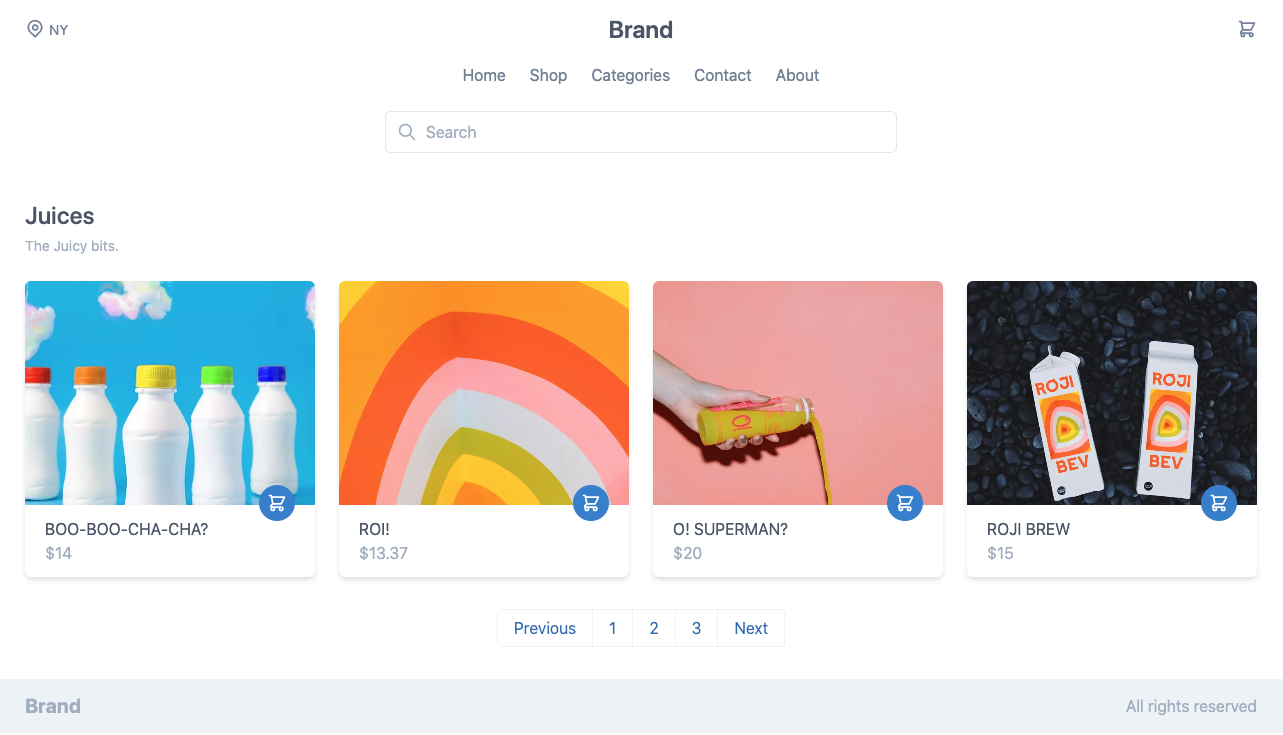 NY
Brand
Home Shop Categories Contact About
Search
Juices
The Juicy bits.
ROJI
BEV
ROJI
BEV
BOO-BOO-CHA-CHA?
$14
ROI!
$13.37
O! SUPERMAN?
$20
ROJI BREW
$15
Previous 1 2 3 Next
Brand
All rights reserved